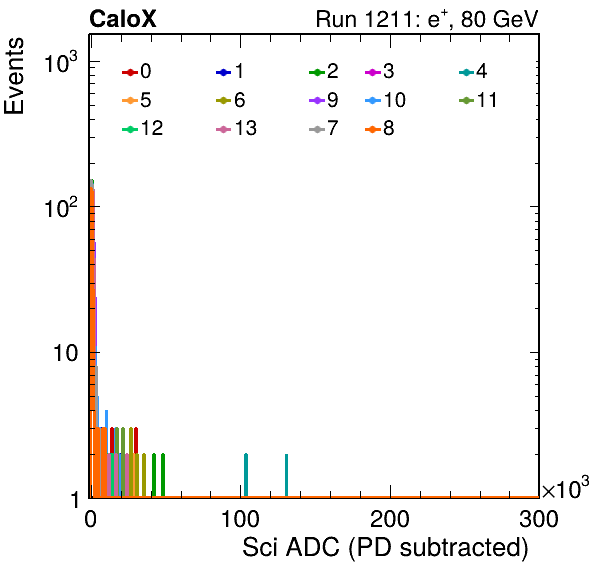 CaloX Run 1211: e⁺, 80 GeV
Events
10³
10²
10
1
0 1 2 3 4
5 6 9 10 11
12 13 7 8
0 100 200 300
×10³
Sci ADC (PD subtracted)